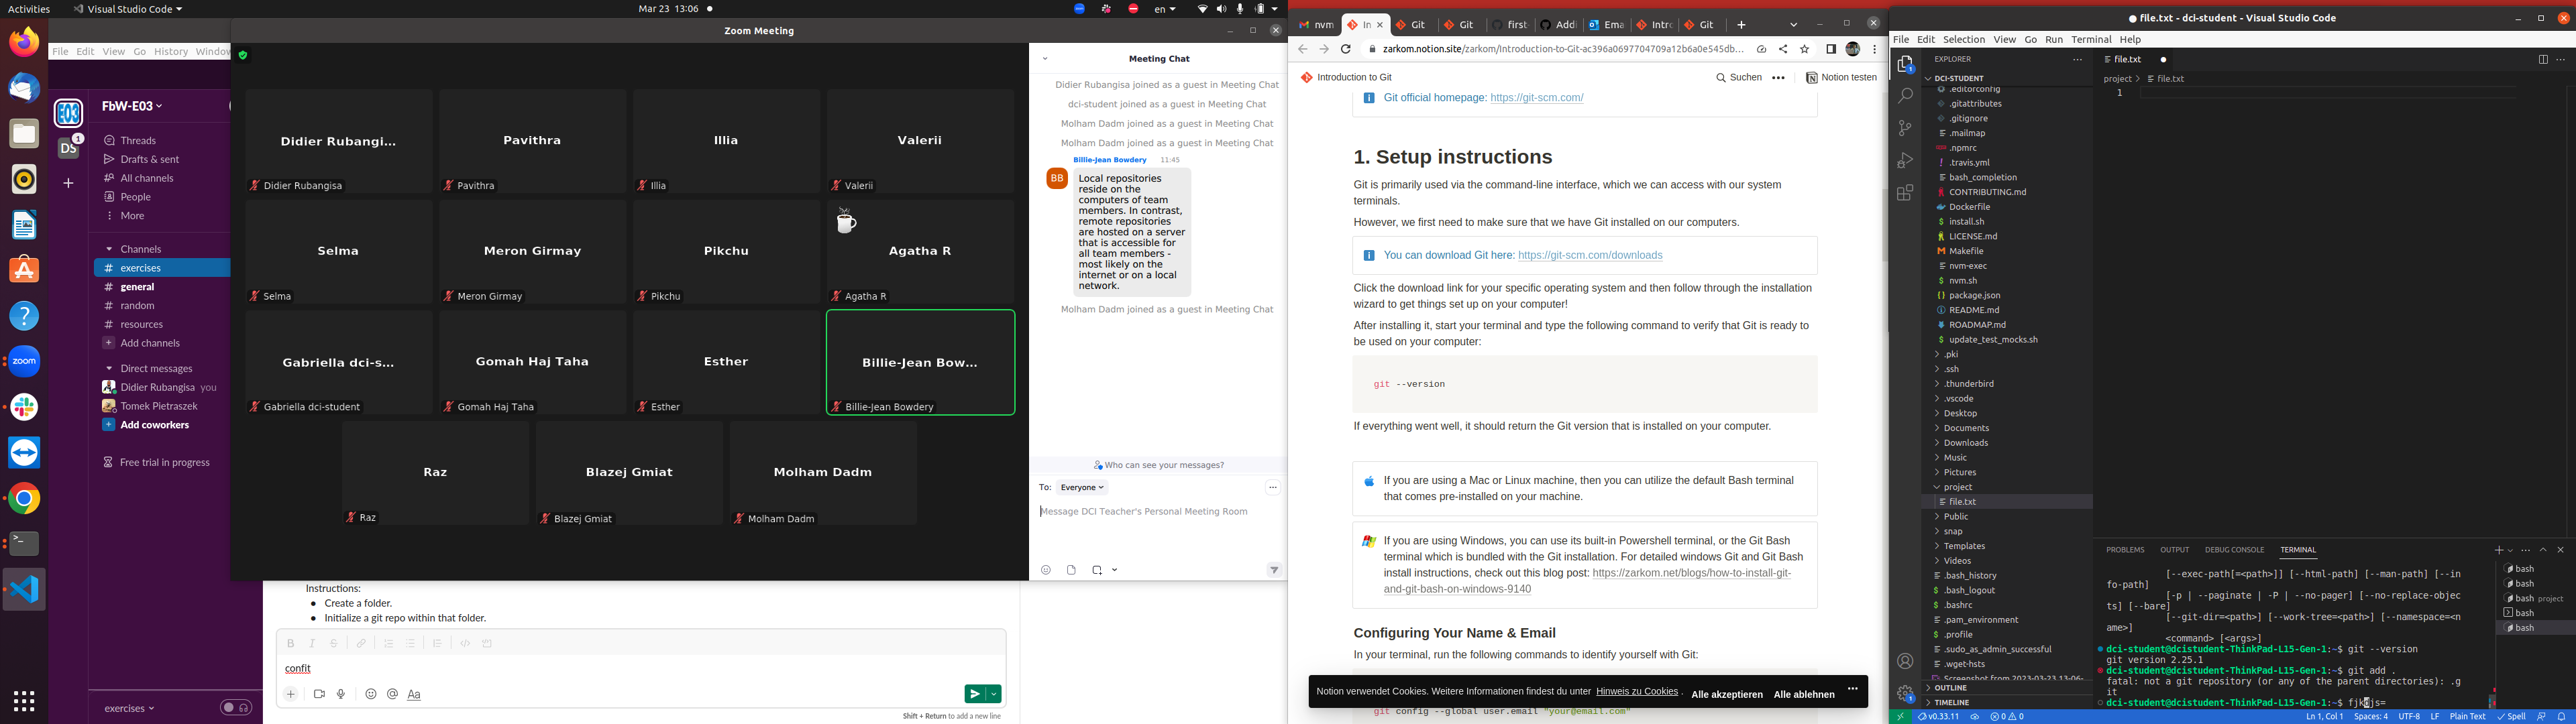 Activities
Visual Studio Code
Mar 23 13:06
en
File Edit View Go History Window
FbW-E03
E03
DS
1
Threads
Drafts & sent
All channels
People
More
Channels
exercises
general
random
resources
Add channels
Direct messages
Didier Rubangisa you
Tomek Pietraszek
Add coworkers
Free trial in progress
exercises
zoom
Zoom Meeting
Didier Rubangi...
Didier Rubangisa
Pavithra
Pavithra
Illia
Illia
Valerii
Valerii
Selma
Selma
Meron Girmay
Meron Girmay
Pikchu
Pikchu
Agatha R
Agatha R
Gabriella dci-s...
Gabriella dci-student
Gomah Haj Taha
Gomah Haj Taha
Esther
Esther
Billie-Jean Bow...
Billie-Jean Bowdery
Raz
Raz
Blazej Gmiat
Blazej Gmiat
Molham Dadm
Molham Dadm
Meeting Chat
Didier Rubangisa joined as a guest in Meeting Chat
dci-student joined as a guest in Meeting Chat
Molham Dadm joined as a guest in Meeting Chat
Molham Dadm joined as a guest in Meeting Chat
Billie-Jean Bowdery 11:45
BB
Local repositories
reside on the
computers of team
members. In contrast,
remote repositories
are hosted on a server
that is accessible for
all team members -
most likely on the
internet or on a local
network.
Molham Dadm joined as a guest in Meeting Chat
Who can see your messages?
To: Everyone
Message DCI Teacher's Personal Meeting Room
Instructions:
● Create a folder.
● Initialize a git repo within that folder.
confit
Shift + Return to add a new line
nvm In Git Git first Addi Ema Intro Git
zarkom.notion.site/zarkom/Introduction-to-Git-ac396a0697704709a12b6a0e545db...
Introduction to Git
Suchen
Notion testen
Git official homepage: https://git-scm.com/
1. Setup instructions
Git is primarily used via the command-line interface, which we can access with our system
terminals.
However, we first need to make sure that we have Git installed on our computers.
You can download Git here: https://git-scm.com/downloads
Click the download link for your specific operating system and then follow through the installation
wizard to get things set up on your computer!
After installing it, start your terminal and type the following command to verify that Git is ready to
be used on your computer:
git --version
If everything went well, it should return the Git version that is installed on your computer.
If you are using a Mac or Linux machine, then you can utilize the default Bash terminal
that comes pre-installed on your machine.
If you are using Windows, you can use its built-in Powershell terminal, or the Git Bash
terminal which is bundled with the Git installation. For detailed windows Git and Git Bash
install instructions, check out this blog post: https://zarkom.net/blogs/how-to-install-git-
and-git-bash-on-windows-9140
Configuring Your Name & Email
In your terminal, run the following commands to identify yourself with Git:
Notion verwendet Cookies. Weitere Informationen findest du unter Hinweis zu Cookies .
Alle akzeptieren Alle ablehnen
git config --global user.email "your@email.com"
● file.txt - dci-student - Visual Studio Code
File Edit Selection View Go Run Terminal Help
EXPLORER
DCI-STUDENT
.editorconfig
.gitattributes
.gitignore
.mailmap
.npmrc
.travis.yml
bash_completion
CONTRIBUTING.md
Dockerfile
install.sh
LICENSE.md
Makefile
nvm-exec
nvm.sh
package.json
README.md
ROADMAP.md
update_test_mocks.sh
.pki
.ssh
.thunderbird
.vscode
Desktop
Documents
Downloads
Music
Pictures
project
file.txt
Public
snap
Templates
Videos
.bash_history
.bash_logout
.bashrc
.pam_environment
.profile
.sudo_as_admin_successful
.wget-hsts
Screenshot from 2023-03-23 13-06-
OUTLINE
TIMELINE
file.txt
project > file.txt
1
PROBLEMS OUTPUT DEBUG CONSOLE TERMINAL
[--exec-path[=<path>]] [--html-path] [--man-path] [--in
fo-path]
[-p | --paginate | -P | --no-pager] [--no-replace-objec
ts] [--bare]
[--git-dir=<path>] [--work-tree=<path>] [--namespace=<n
ame>]
<command> [<args>]
dci-student@dcistudent-ThinkPad-L15-Gen-1:~$ git --version
git version 2.25.1
dci-student@dcistudent-ThinkPad-L15-Gen-1:~$ git add .
fatal: not a git repository (or any of the parent directories): .g
it
bash
bash
bash project
bash
bash
v0.33.11
0 0
Ln 1, Col 1 Spaces: 4 UTF-8 LF Plain Text Spell